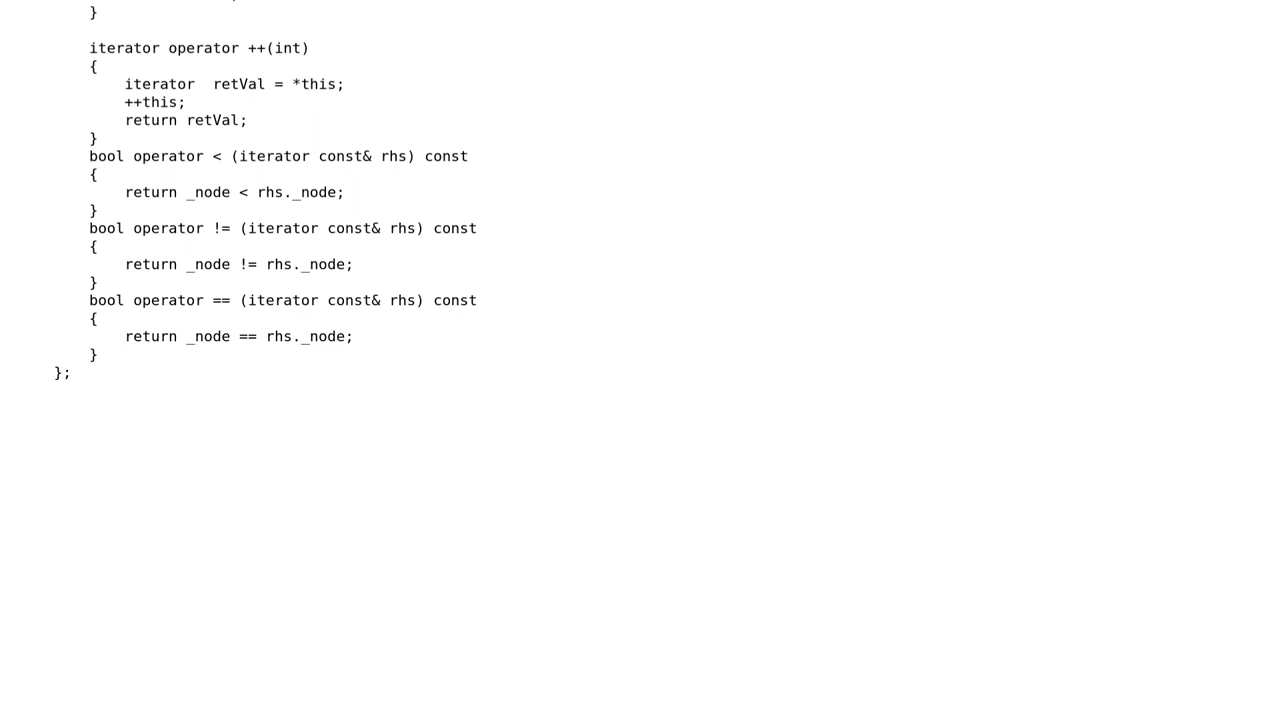 }
iterator operator ++(int)
{
iterator  retVal = *this;
++this;
return retVal;
}
bool operator < (iterator const& rhs) const
{
return _node < rhs._node;
}
bool operator != (iterator const& rhs) const
{
return _node != rhs._node;
}
bool operator == (iterator const& rhs) const
{
return _node == rhs._node;
}
};